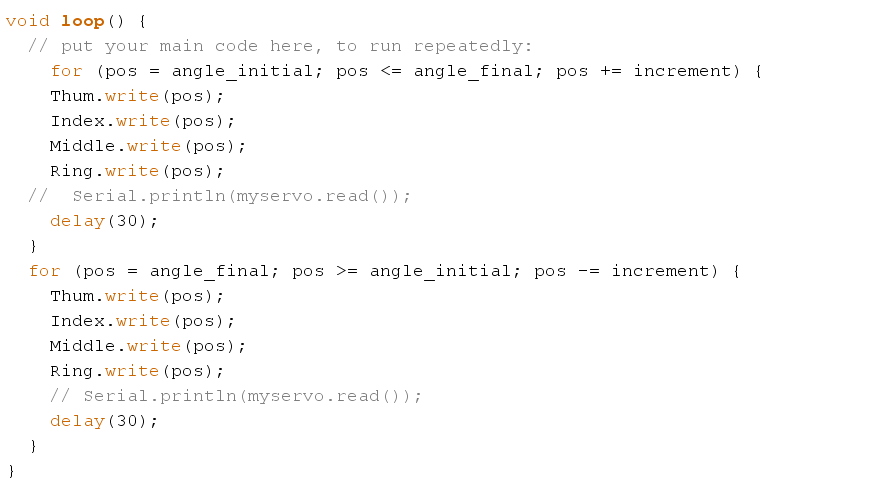 void loop() {
  // put your main code here, to run repeatedly:
    for (pos = angle_initial; pos <= angle_final; pos += increment) {
    Thum.write(pos);
    Index.write(pos);
    Middle.write(pos);
    Ring.write(pos);
  //  Serial.println(myservo.read());
    delay(30);
  }
  for (pos = angle_final; pos >= angle_initial; pos -= increment) {
    Thum.write(pos);
    Index.write(pos);
    Middle.write(pos);
    Ring.write(pos);
    // Serial.println(myservo.read());
    delay(30);
  }
}